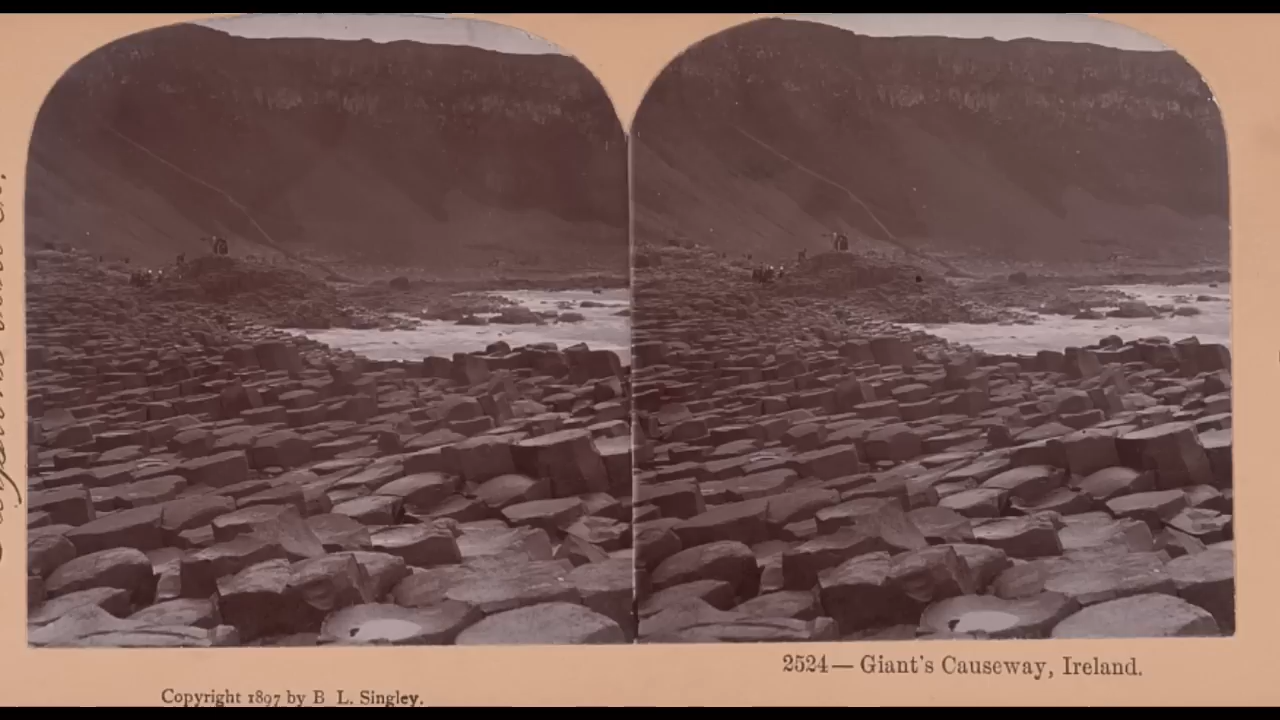 2524— Giant's Causeway, Ireland.
Copyright 1897 by B L. Singley.